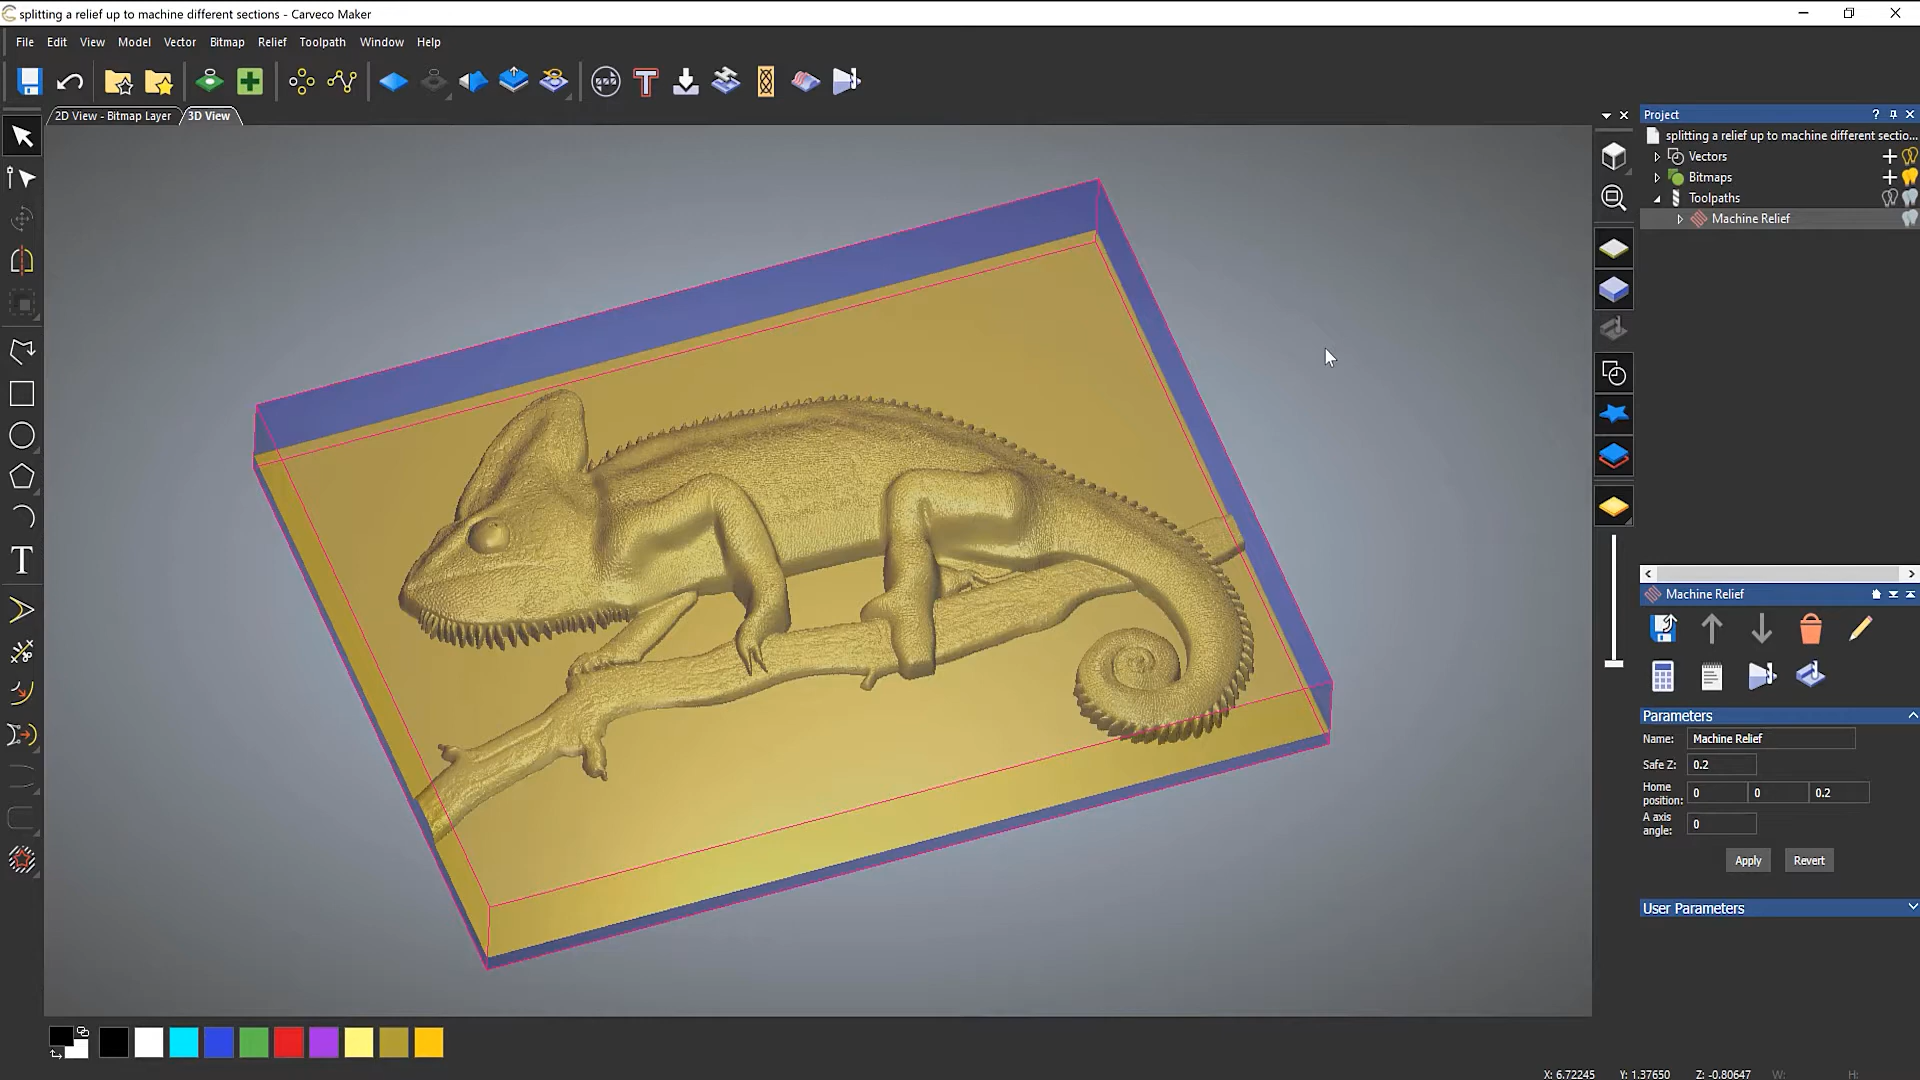 splitting a relief up to machine different sections - Carveco Maker
File Edit View Model Vector Bitmap Relief Toolpath Window Help
2D View - Bitmap Layer 3D View
Project ?
splitting a relief up to machine different sectio...
Vectors
Bitmaps
Toolpaths
Machine Relief
Machine Relief
Parameters
Name: Machine Relief
Safe Z: 0.2
Home position: 0 0 0.2
A axis angle: 0
Apply Revert
User Parameters
X: 6.72245 Y: 1.37650 Z: -0.80647 W: H: